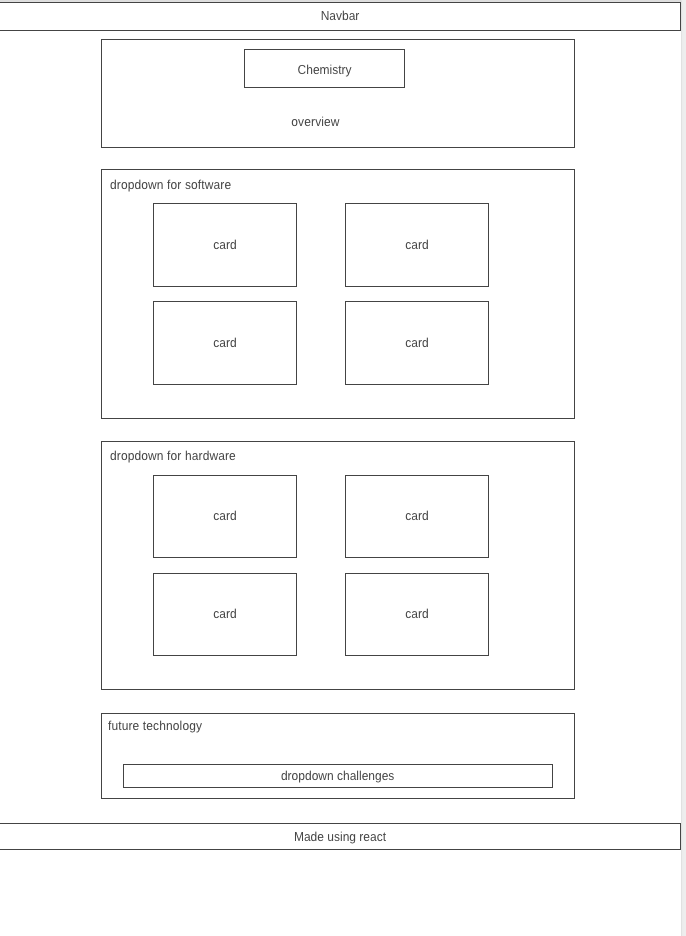 Navbar
Chemistry
overview
dropdown for software
card
card
card
card
dropdown for hardware
card
card
card
card
future technology
dropdown challenges
Made using react